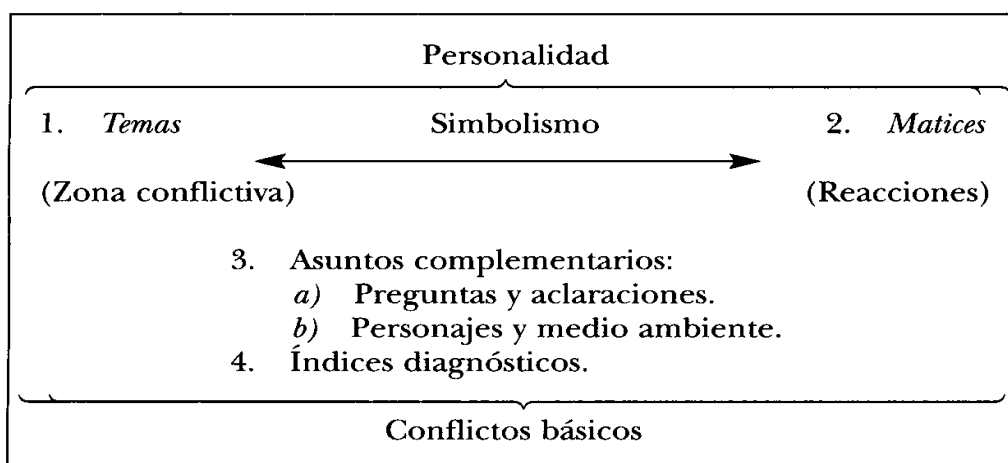 Personalidad
1. Temas Simbolismo 2. Matices
(Zona conflictiva) (Reacciones)
3. Asuntos complementarios:
a) Preguntas y aclaraciones.
b) Personajes y medio ambiente.
4. Índices diagnósticos.
Conflictos básicos